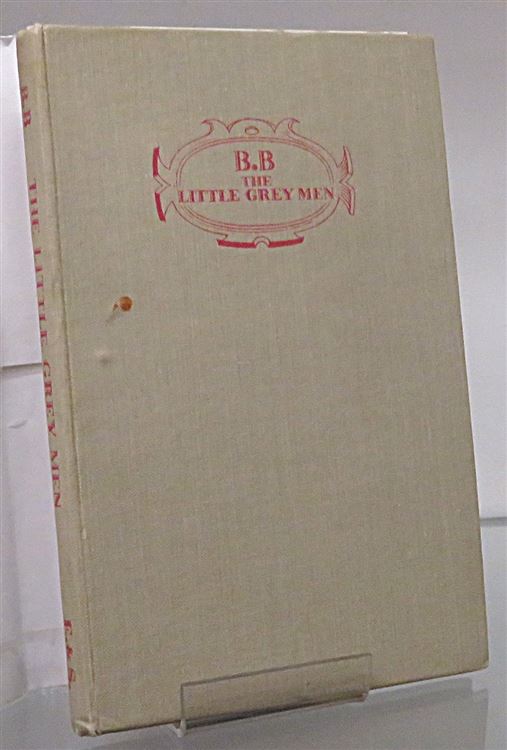 B.B
THE
LITTLE GREY MEN
B.B THE LITTLE GREY MEN E&S